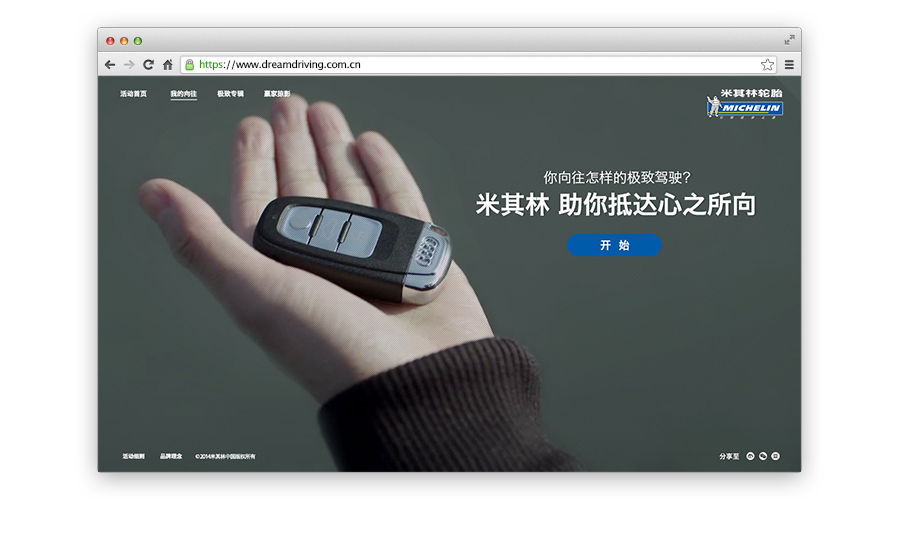 https://www.dreamdriving.com.cn
活动首页 我的向往 极致专辑 赢家掠影
米其林轮胎
MICHELIN
你向往怎样的极致驾驶？
米其林 助你抵达心之所向
开 始
活动细则 品牌理念 ©2014米其林中国版权所有
分享至